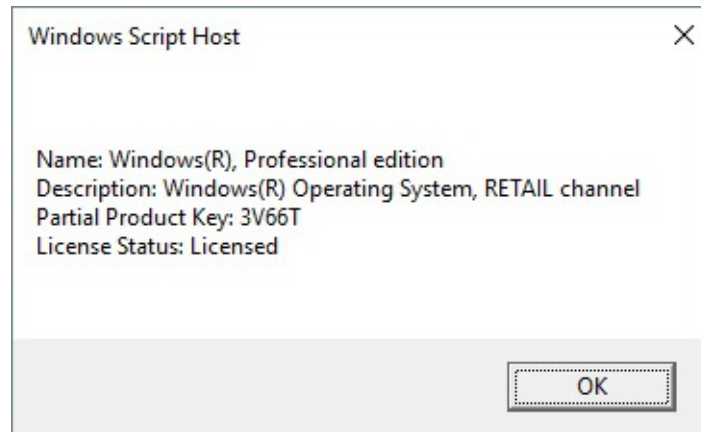 Windows Script Host
Name: Windows(R), Professional edition
Description: Windows(R) Operating System, RETAIL channel
Partial Product Key: 3V66T
License Status: Licensed
OK